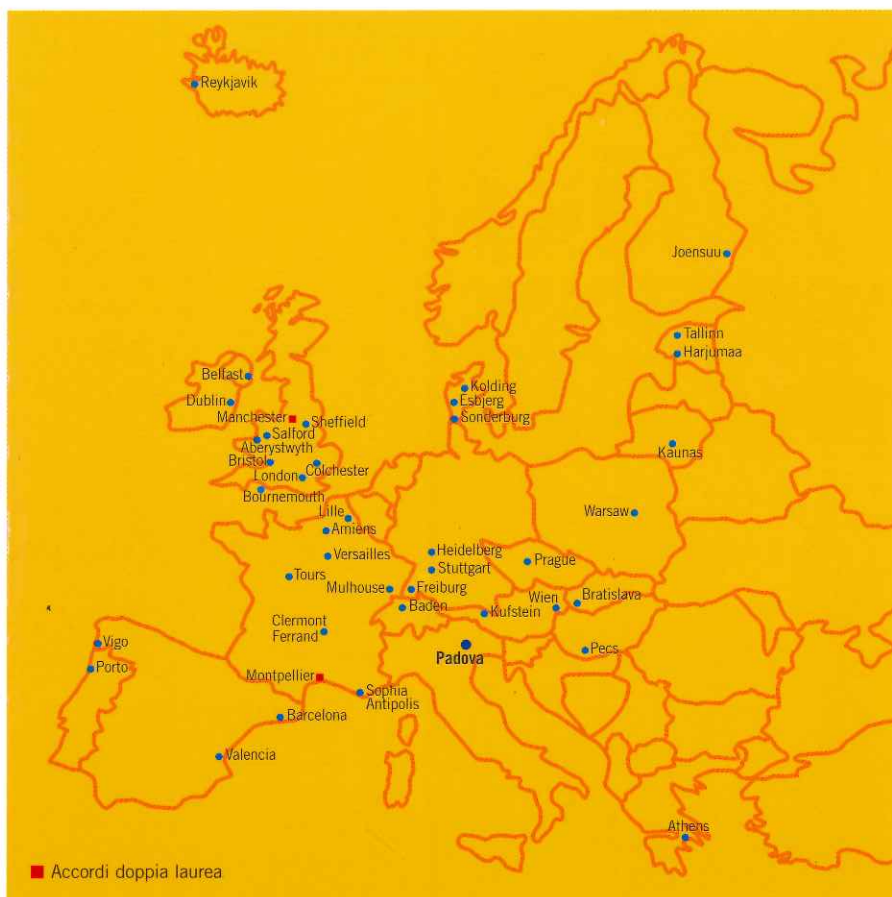 Reykjavik
Joensuu
Tallinn
Harjumaa
Belfast
Kolding
Dublin
Esbjerg
Manchester
Sheffield
Sonderburg
Salford
Aberystwyth
Kaunas
Bristol
Colchester
London
Bournemouth
Lille
Warsaw
Amiens
Versailles
Heidelberg
Prague
Stuttgart
Tours
Mulhouse
Freiburg
Wien
Bratislava
Baden
Kufstein
Clermont
Ferrand
Vigo
Padova
Pecs
Porto
Montpellier
Sophia
Antipolis
Barcelona
Valencia
Athens
Accordi doppia laurea